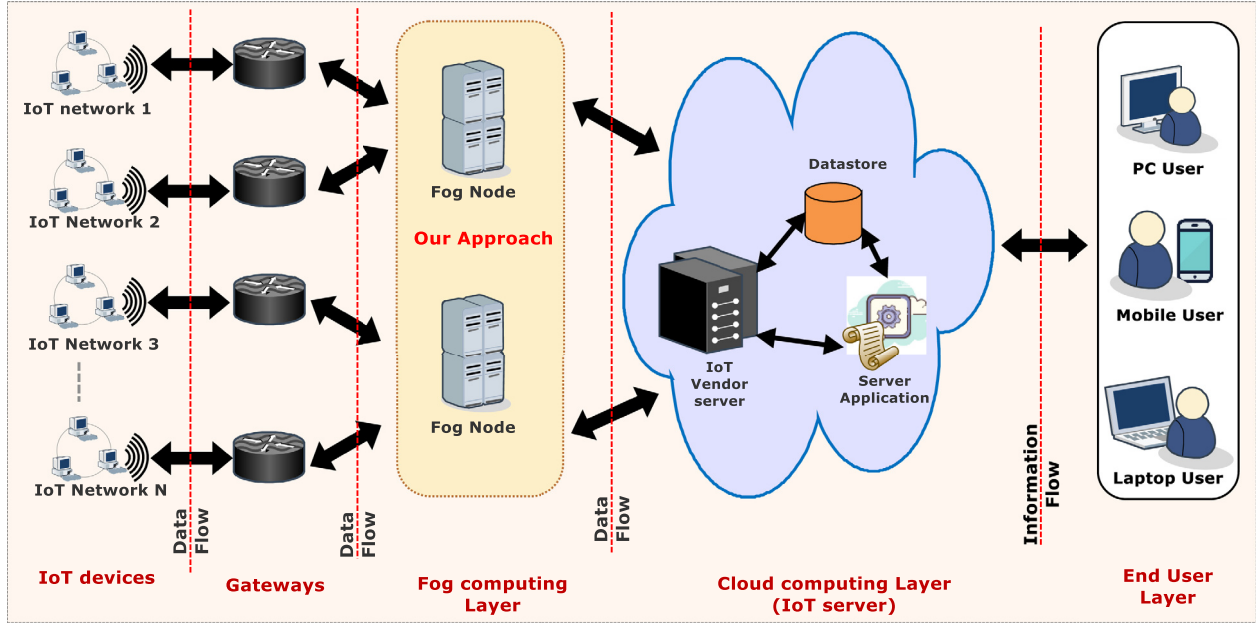 IoT network 1
IoT Network 2
IoT Network 3
IoT Network N
Data
Flow
IoT devices
Gateways
Data
Flow
Fog Node
Our Approach
Fog Node
Fog computing
Layer
Data
Flow
Datastore
IoT
Vendor
server
Server
Application
Cloud computing Layer
(IoT server)
Information
Flow
PC User
Mobile User
Laptop User
End User
Layer